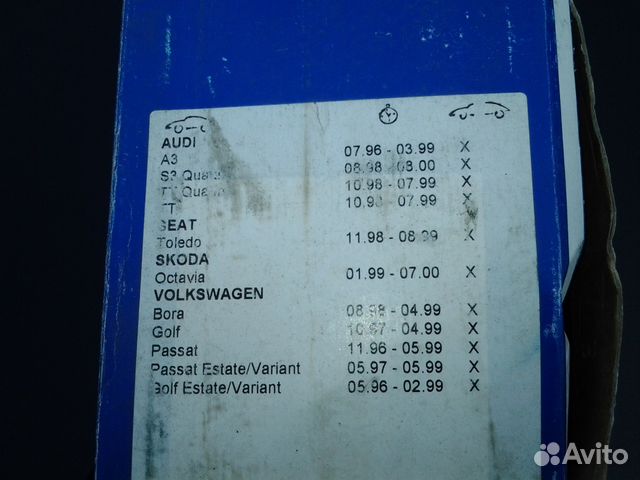 AUDI
A3 07.96 - 03.99 X
S3 08.98 - 08.00 X
10.98 - 07.99 X
10.98 - 07.99 X
SEAT
Toledo 11.98 - 08.99 X
SKODA
Octavia 01.99 - 07.00 X
VOLKSWAGEN
Bora 08.98 - 04.99 X
Golf 10.97 - 04.99 X
Passat 11.96 - 05.99 X
Passat Estate/Variant 05.97 - 05.99 X
Golf Estate/Variant 05.96 - 02.99 X
Avito